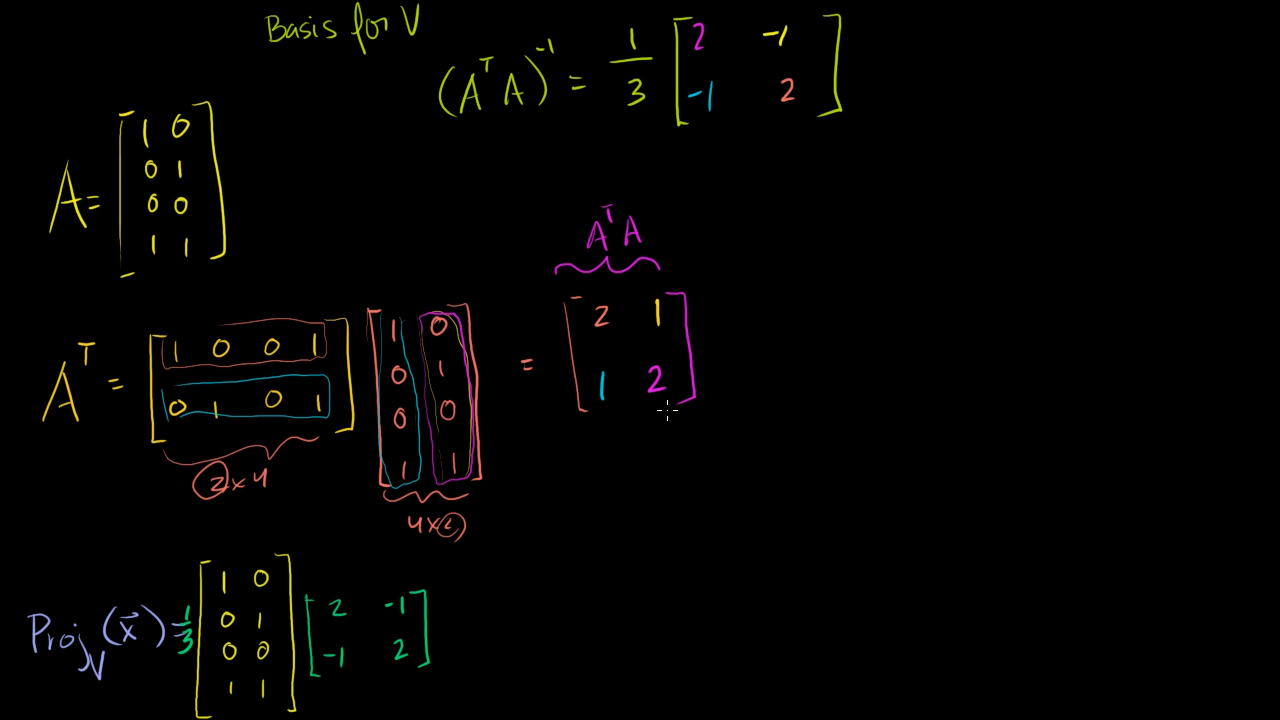 Basis for V
(AᵀA)⁻¹ = 1/3 [2 -1
-1 2]
A = [1 0
0 1
0 0
1 1]
AᵀA
Aᵀ = [1 0 0 1
0 1 0 1] [1 0
0 1
0 0
1 1] = [2 1
1 2]
2×4
4×2
Proj_V(x⃗) = 1/3 [1 0
0 1
0 0
1 1] [2 -1
-1 2]